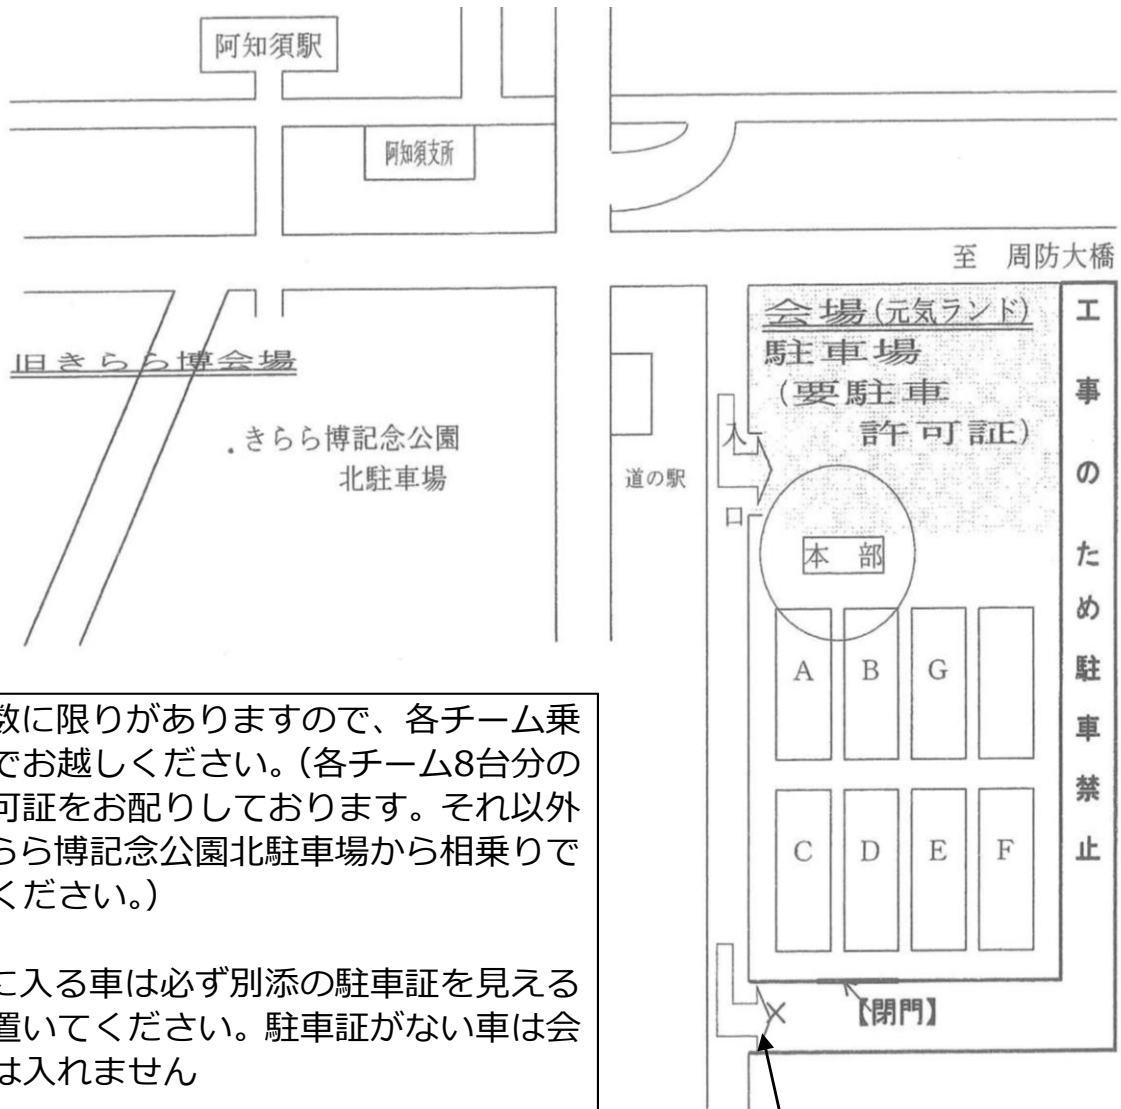 阿知須駅
阿知須支所
至　周防大橋
会場(元気ランド)
駐車場
(要駐車
許可証)
工事のため駐車禁止
旧きらら博会場
．きらら博記念公園
北駐車場
道の駅
入口
本　部
A B G
C D E F
【閉門】
×
数に限りがありますので、各チーム乗
でお越しください。（各チーム8台分の
可証をお配りしております。それ以外
らら博記念公園北駐車場から相乗りで
ください。）
に入る車は必ず別添の駐車証を見える
置いてください。駐車証がない車は会
は入れません